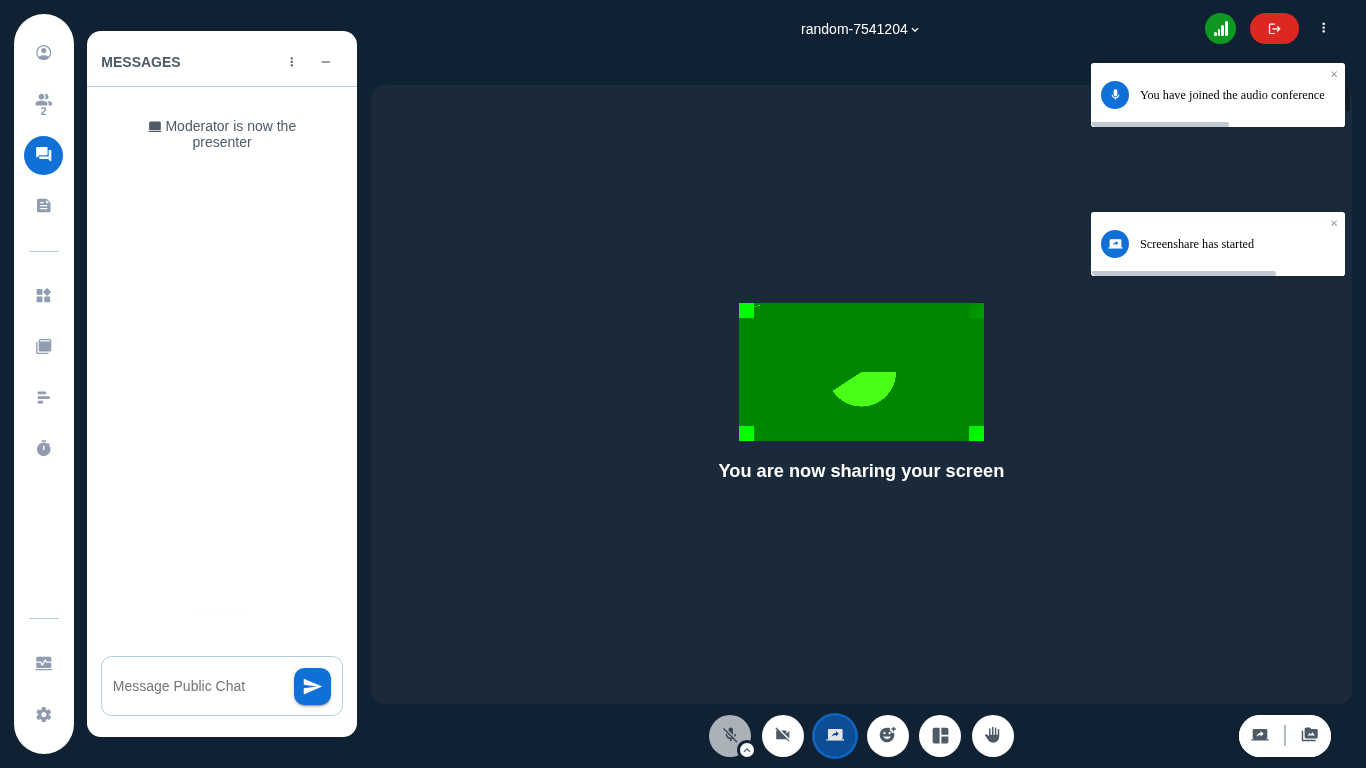 random-7541204
MESSAGES
2
Moderator is now the
presenter
You have joined the audio conference
Screenshare has started
You are now sharing your screen
Message Public Chat